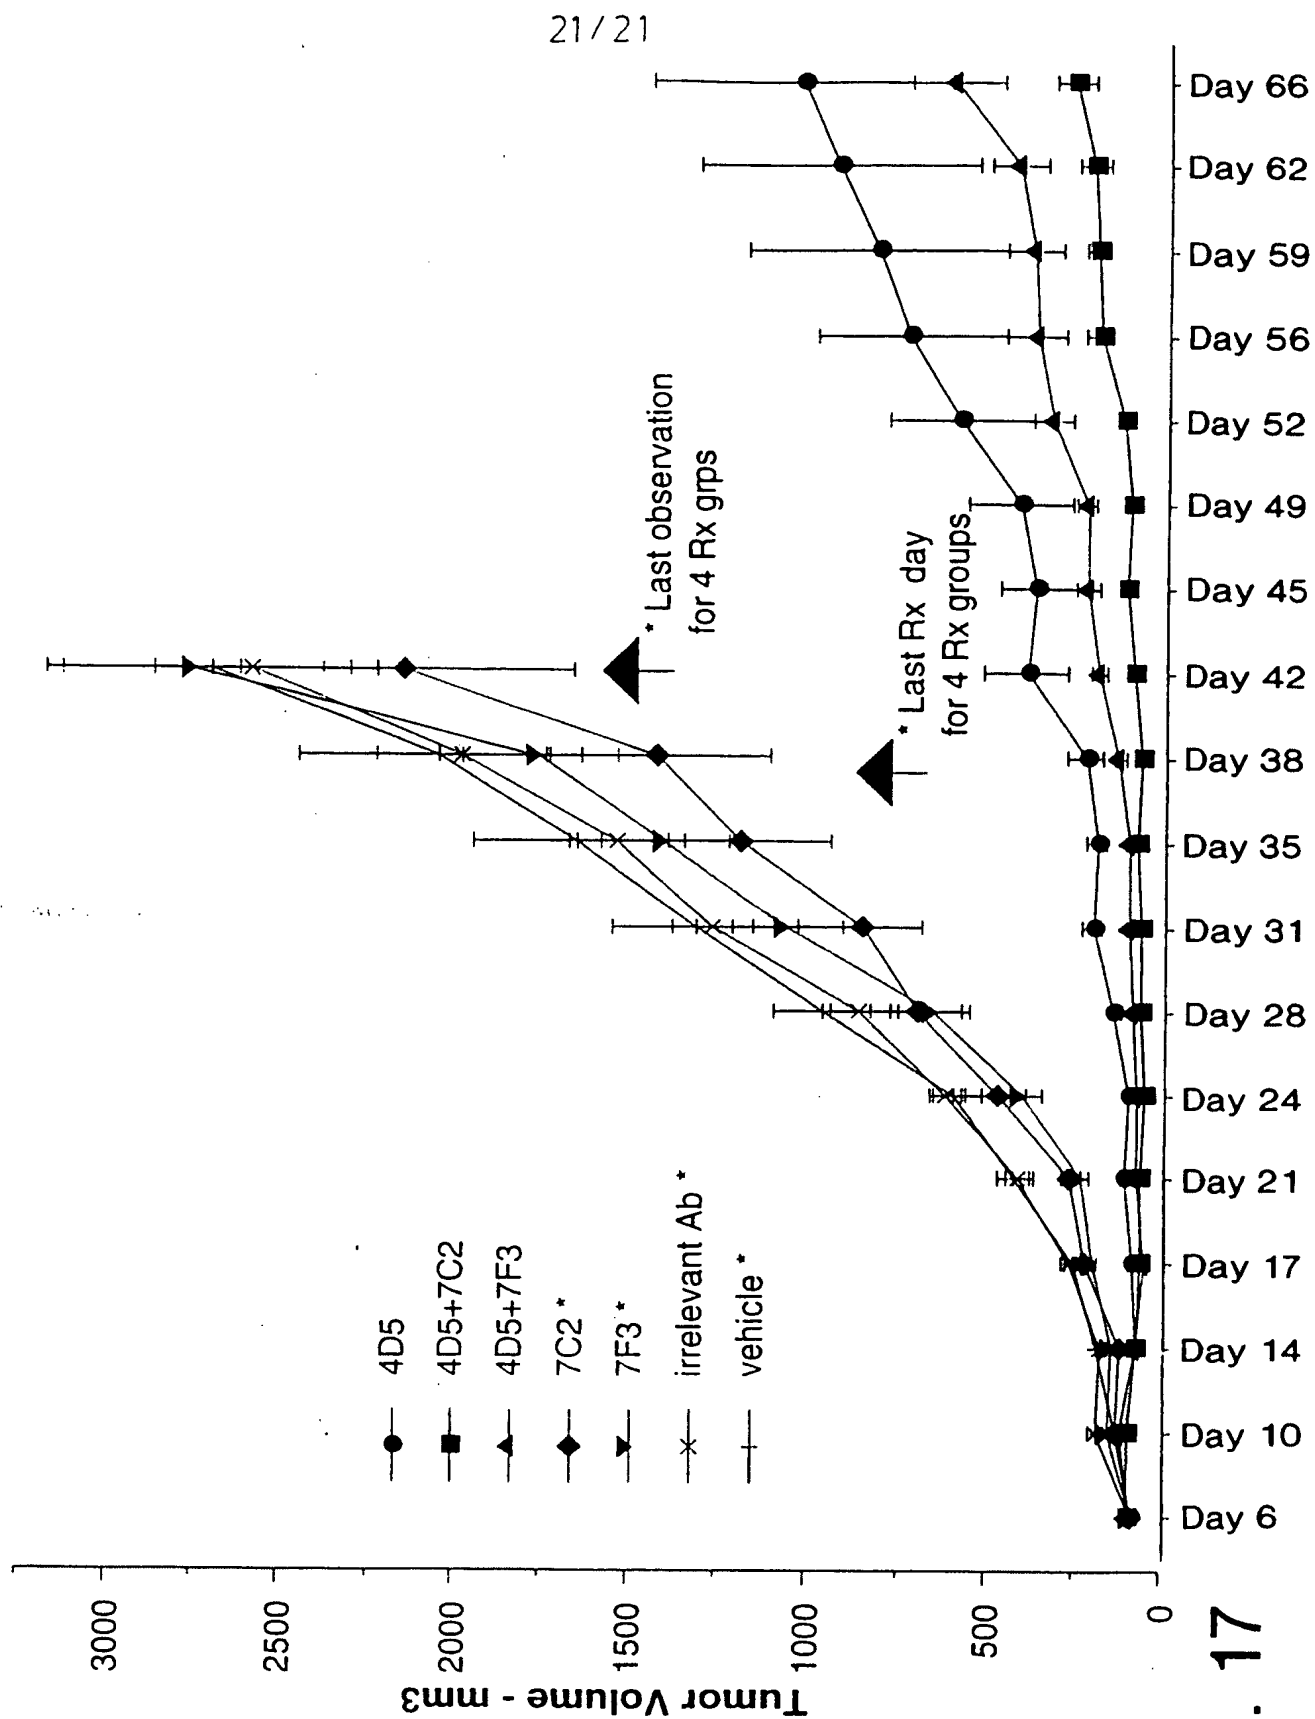 21/21
Tumor Volume - mm3
3000
2500
2000
1500
1000
500
0
4D5
4D5+7C2
4D5+7F3
7C2 *
7F3 *
irrelevant Ab *
vehicle *
* Last observation
for 4 Rx grps
* Last Rx day
for 4 Rx groups
Day 6
Day 10
Day 14
Day 17
Day 21
Day 24
Day 28
Day 31
Day 35
Day 38
Day 42
Day 45
Day 49
Day 52
Day 56
Day 59
Day 62
Day 66
. 17